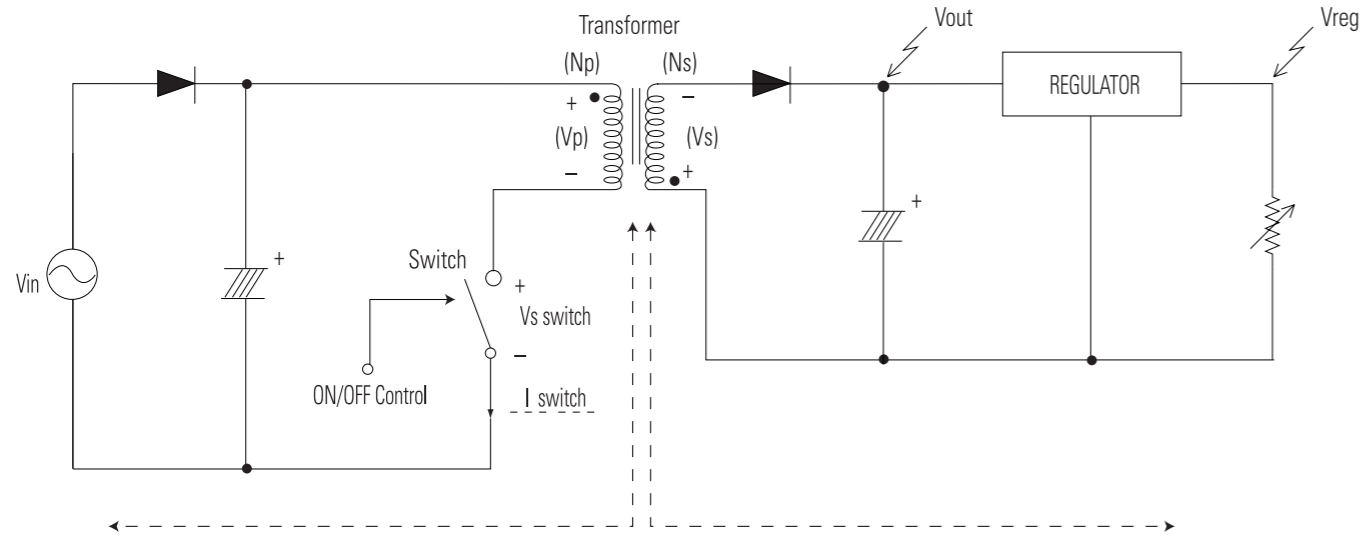 Transformer
Vout
Vreg
(Np)
(Ns)
+
–
REGULATOR
(Vp)
(Vs)
–
+
+
Vin
+
Switch
+
Vs switch
–
ON/OFF Control
I switch